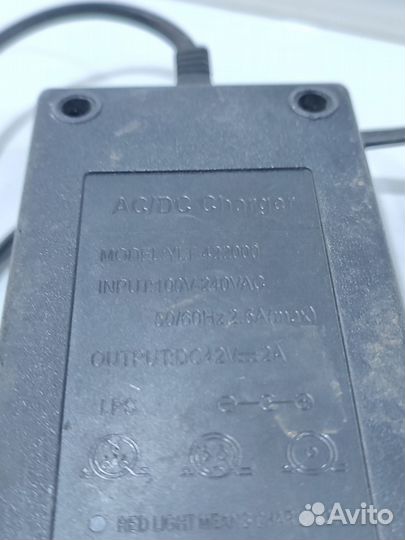 AC/DC Charger
MODEL:YLT-422000
INPUT:100V-240VAC
50/60Hz,2.5A(max)
OUTPUT:DC42V⎓2A
LPS
RED LIGHT MEANS CHAR
Avito